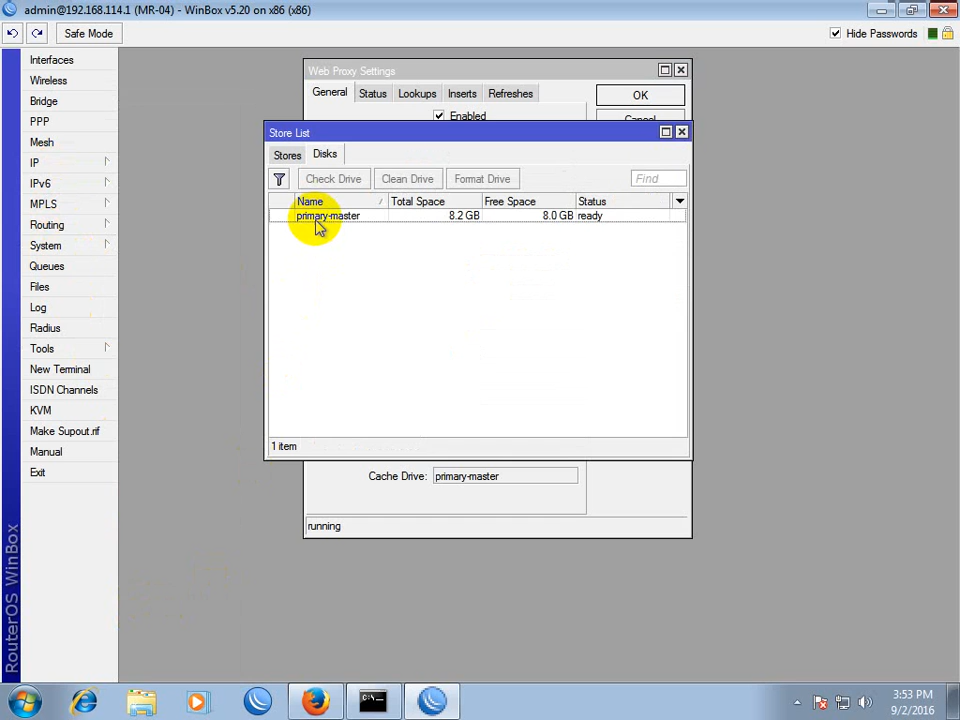 admin@192.168.114.1 (MR-04) - WinBox v5.20 on x86 (x86)
Safe Mode
Hide Passwords
Interfaces
Wireless
Bridge
PPP
Mesh
IP
IPv6
MPLS
Routing
System
Queues
Files
Log
Radius
Tools
New Terminal
ISDN Channels
KVM
Make Supout.rif
Manual
Exit
RouterOS WinBox
Web Proxy Settings
General Status Lookups Inserts Refreshes
Enabled
OK
Cancel
Store List
Stores Disks
Check Drive Clean Drive Format Drive Find
Name Total Space Free Space Status
primary-master 8.2 GB 8.0 GB ready
1 item
Cache Drive: primary-master
running
C:\.
3:53 PM
9/2/2016